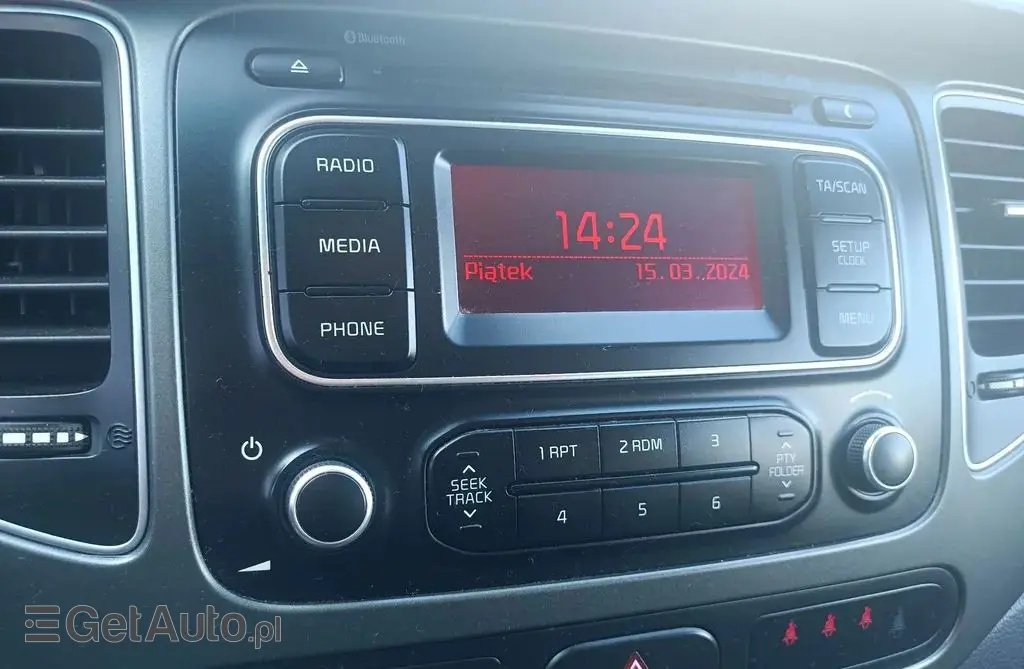 Bluetooth
RADIO
MEDIA
PHONE
14:24
Piątek 15.03.2024
TA/SCAN
SETUP
CLOCK
MENU
SEEK
TRACK
1 RPT
2 RDM
3
4
5
6
PTY
FOLDER
GetAuto.pl